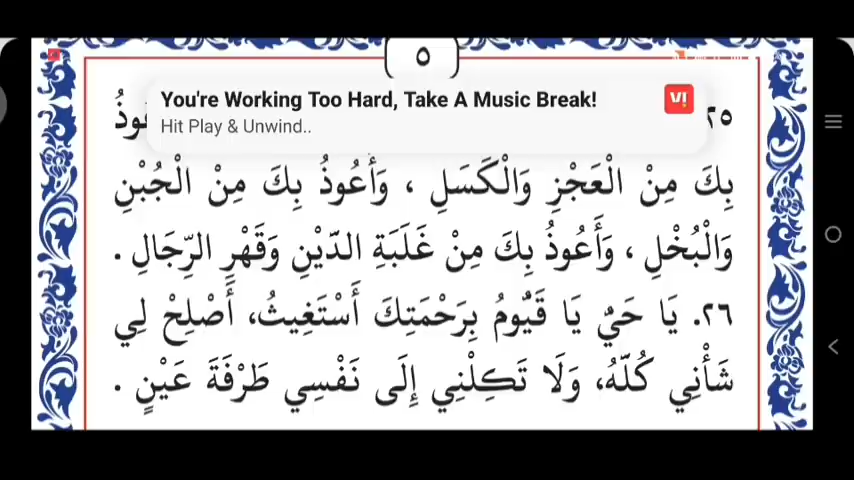 ٥
You're Working Too Hard, Take A Music Break!
Hit Play & Unwind..
VI
بِكَ مِنْ الْعَجْزِ وَالْكَسَلِ ، وَأَعُوذُ بِكَ مِنْ الْجُبْنِ
وَالْبُخْلِ ، وَأَعُوذُ بِكَ مِنْ غَلَبَةِ الدَّيْنِ وَقَهْرِ الرِّجَالِ .
٢٦. يَا حَيُّ يَا قَيُّومُ بِرَحْمَتِكَ أَسْتَغِيثُ، أَصْلِحْ لِي
شَأْنِي كُلَّهُ، وَلَا تَكِلْنِي إِلَى نَفْسِي طَرْفَةَ عَيْنٍ .